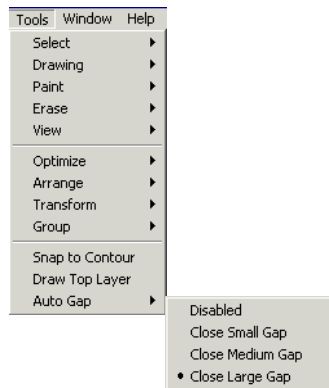 Tools Window Help
Select
Drawing
Paint
Erase
View
Optimize
Arrange
Transform
Group
Snap to Contour
Draw Top Layer
Auto Gap
Disabled
Close Small Gap
Close Medium Gap
Close Large Gap